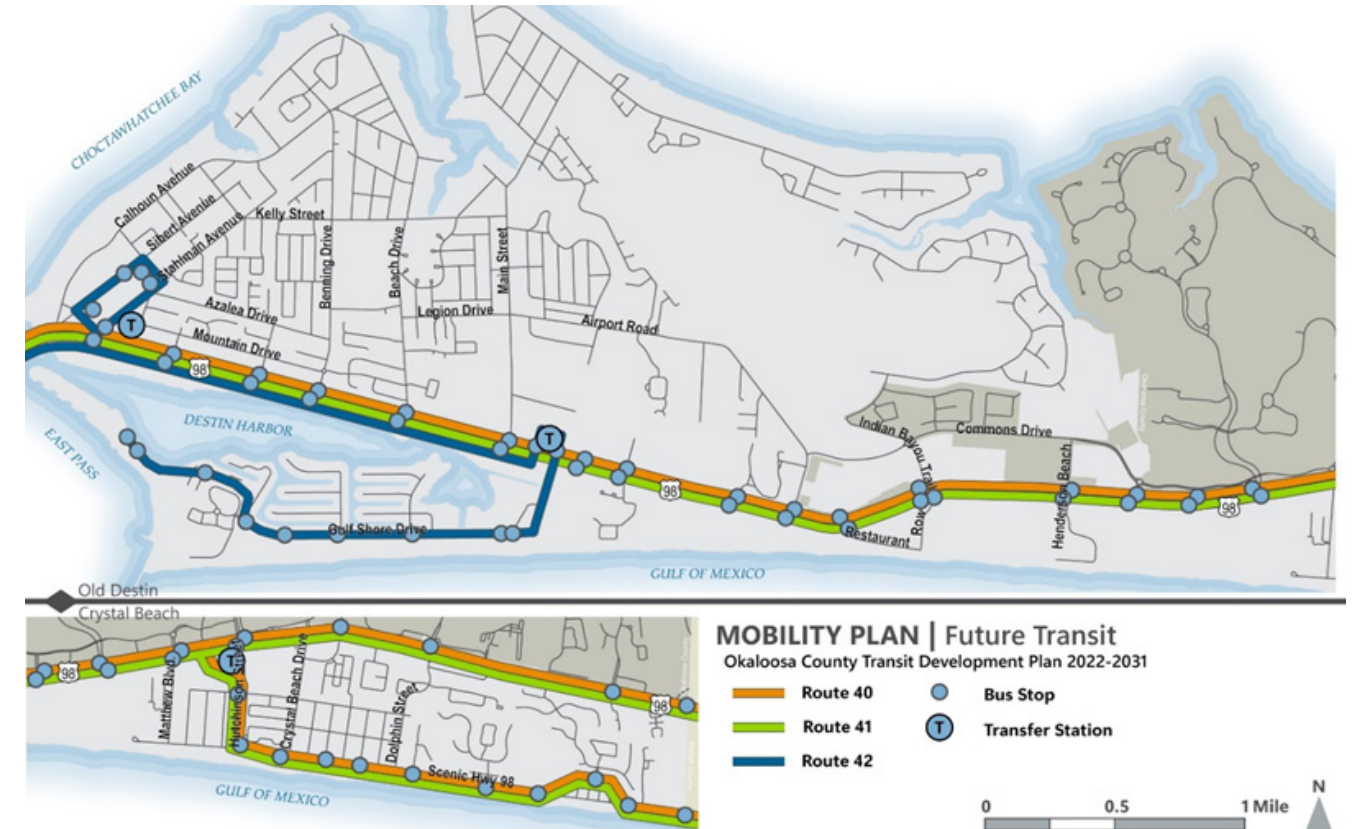 CHOCTAWHATCHEE BAY
Calhoun Avenue
Sibert Avenue
Stahlman Avenue
Kelly Street
Benning Drive
Beach Drive
Main Street
Azalea Drive
Legion Drive
Airport Road
Mountain Drive
T
98
DESTIN HARBOR
EAST PASS
T
98
Gulf Shore Drive
Indian Bayou Trail
Commons Drive
Henderson Beach
98
Restaurant Row
GULF OF MEXICO
Old Destin
Crystal Beach
98
Matthew Blvd
T
Hutchinson Street
Crystal Beach Drive
Dolphin Street
Scenic Hwy 98
98
GULF OF MEXICO
MOBILITY PLAN | Future Transit
Okaloosa County Transit Development Plan 2022-2031
Route 40
Bus Stop
Route 41
T
Transfer Station
Route 42
N
0 0.5 1 Mile